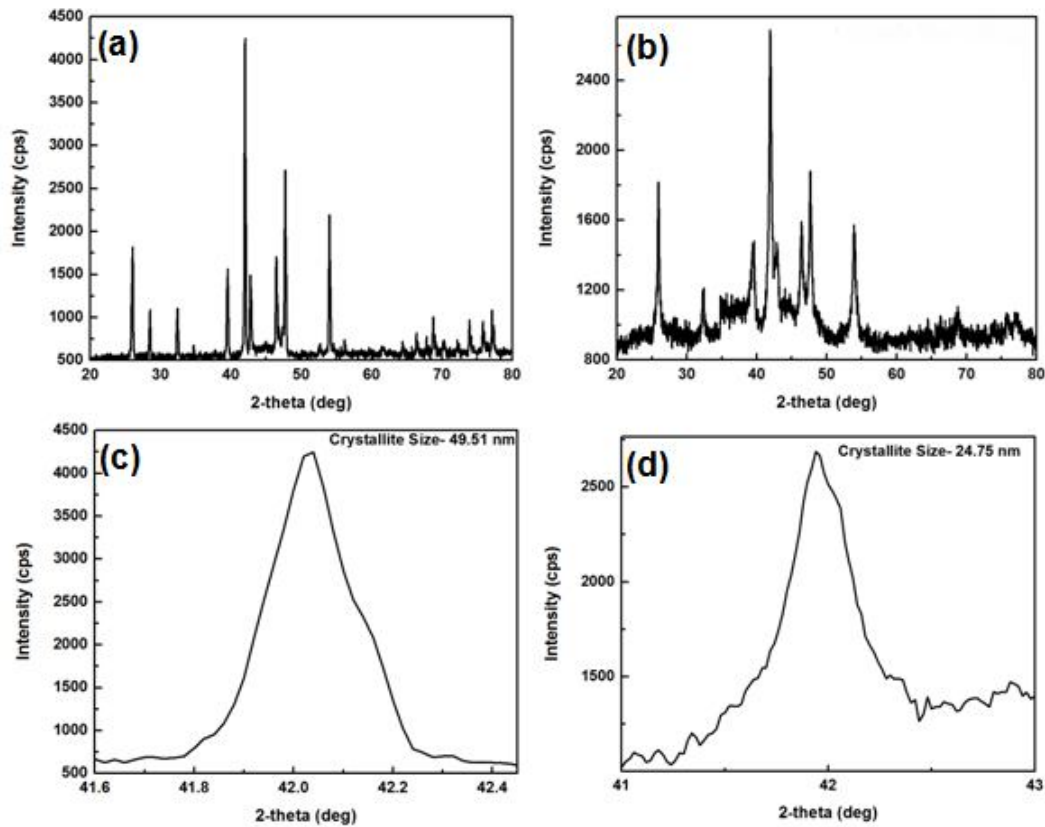 (a)
4500
4000
3500
3000
2500
2000
1500
1000
500
Intensity (cps)
20 30 40 50 60 70 80
2-theta (deg)
(b)
2400
2000
1600
1200
800
Intensity (cps)
20 30 40 50 60 70 80
2-theta (deg)
(c)
Crystallite Size- 49.51 nm
4500
4000
3500
3000
2500
2000
1500
1000
500
Intensity (cps)
41.6 41.8 42.0 42.2 42.4
2-theta (deg)
(d)
Crystallite Size- 24.75 nm
2500
2000
1500
Intensity (cps)
41 42 43
2-theta (deg)